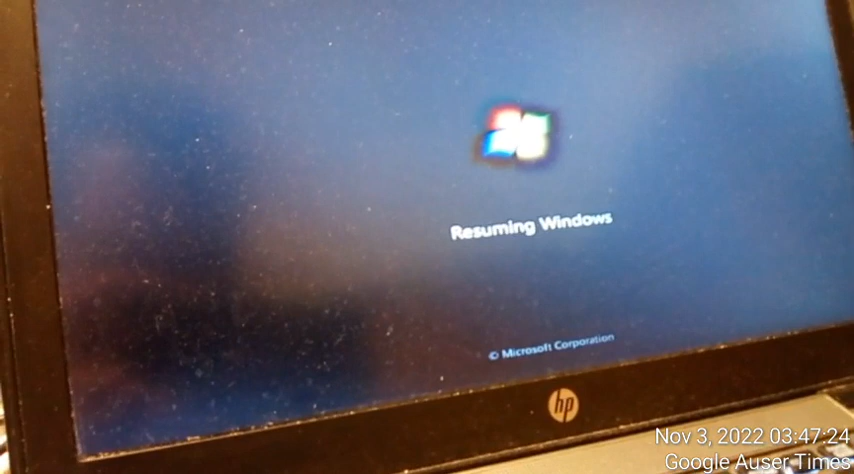 Resuming Windows
© Microsoft Corporation
hp
Nov 3, 2022 03:47:24
Google Auser Times